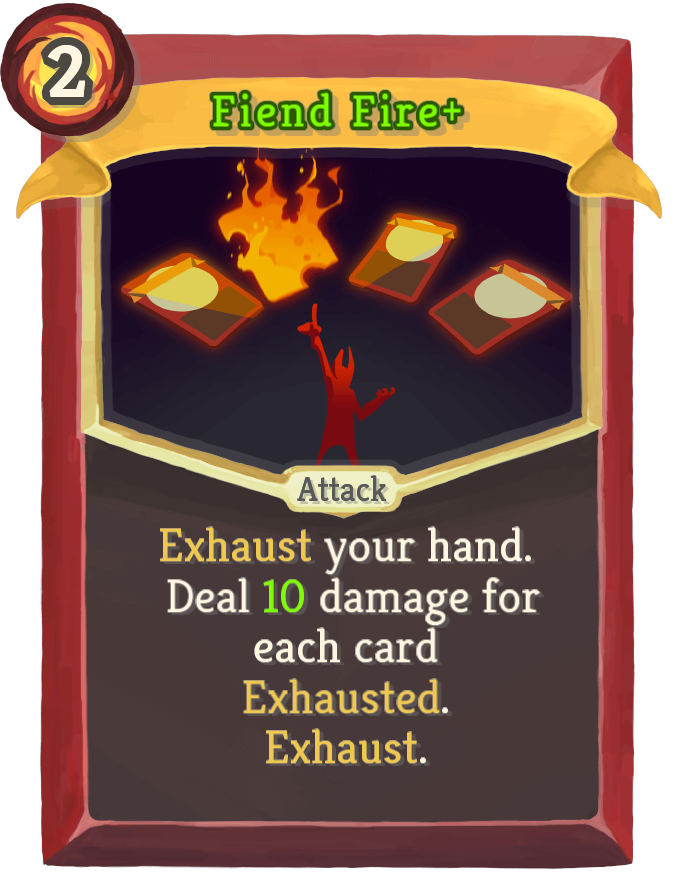 2
Fiend Fire+
Attack
Exhaust your hand.
Deal 10 damage for
each card
Exhausted.
Exhaust.